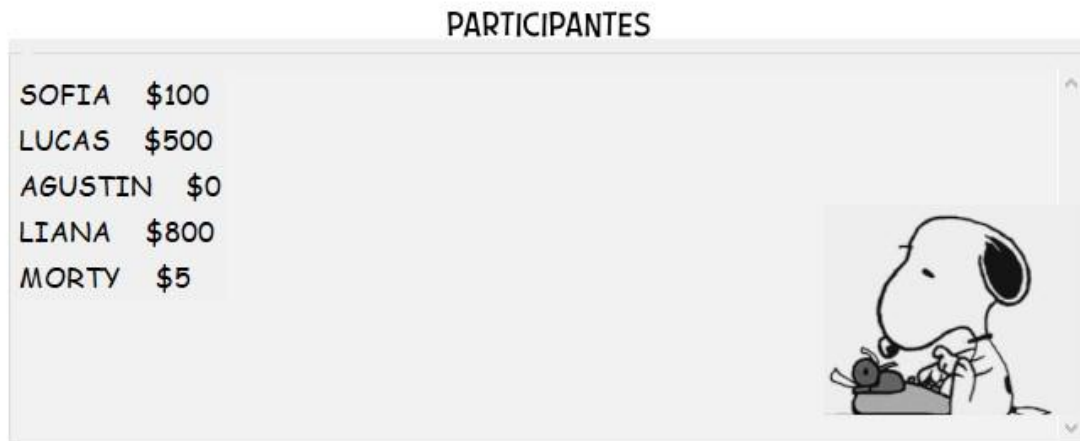 PARTICIPANTES
SOFIA $100
LUCAS $500
AGUSTIN $0
LIANA $800
MORTY $5